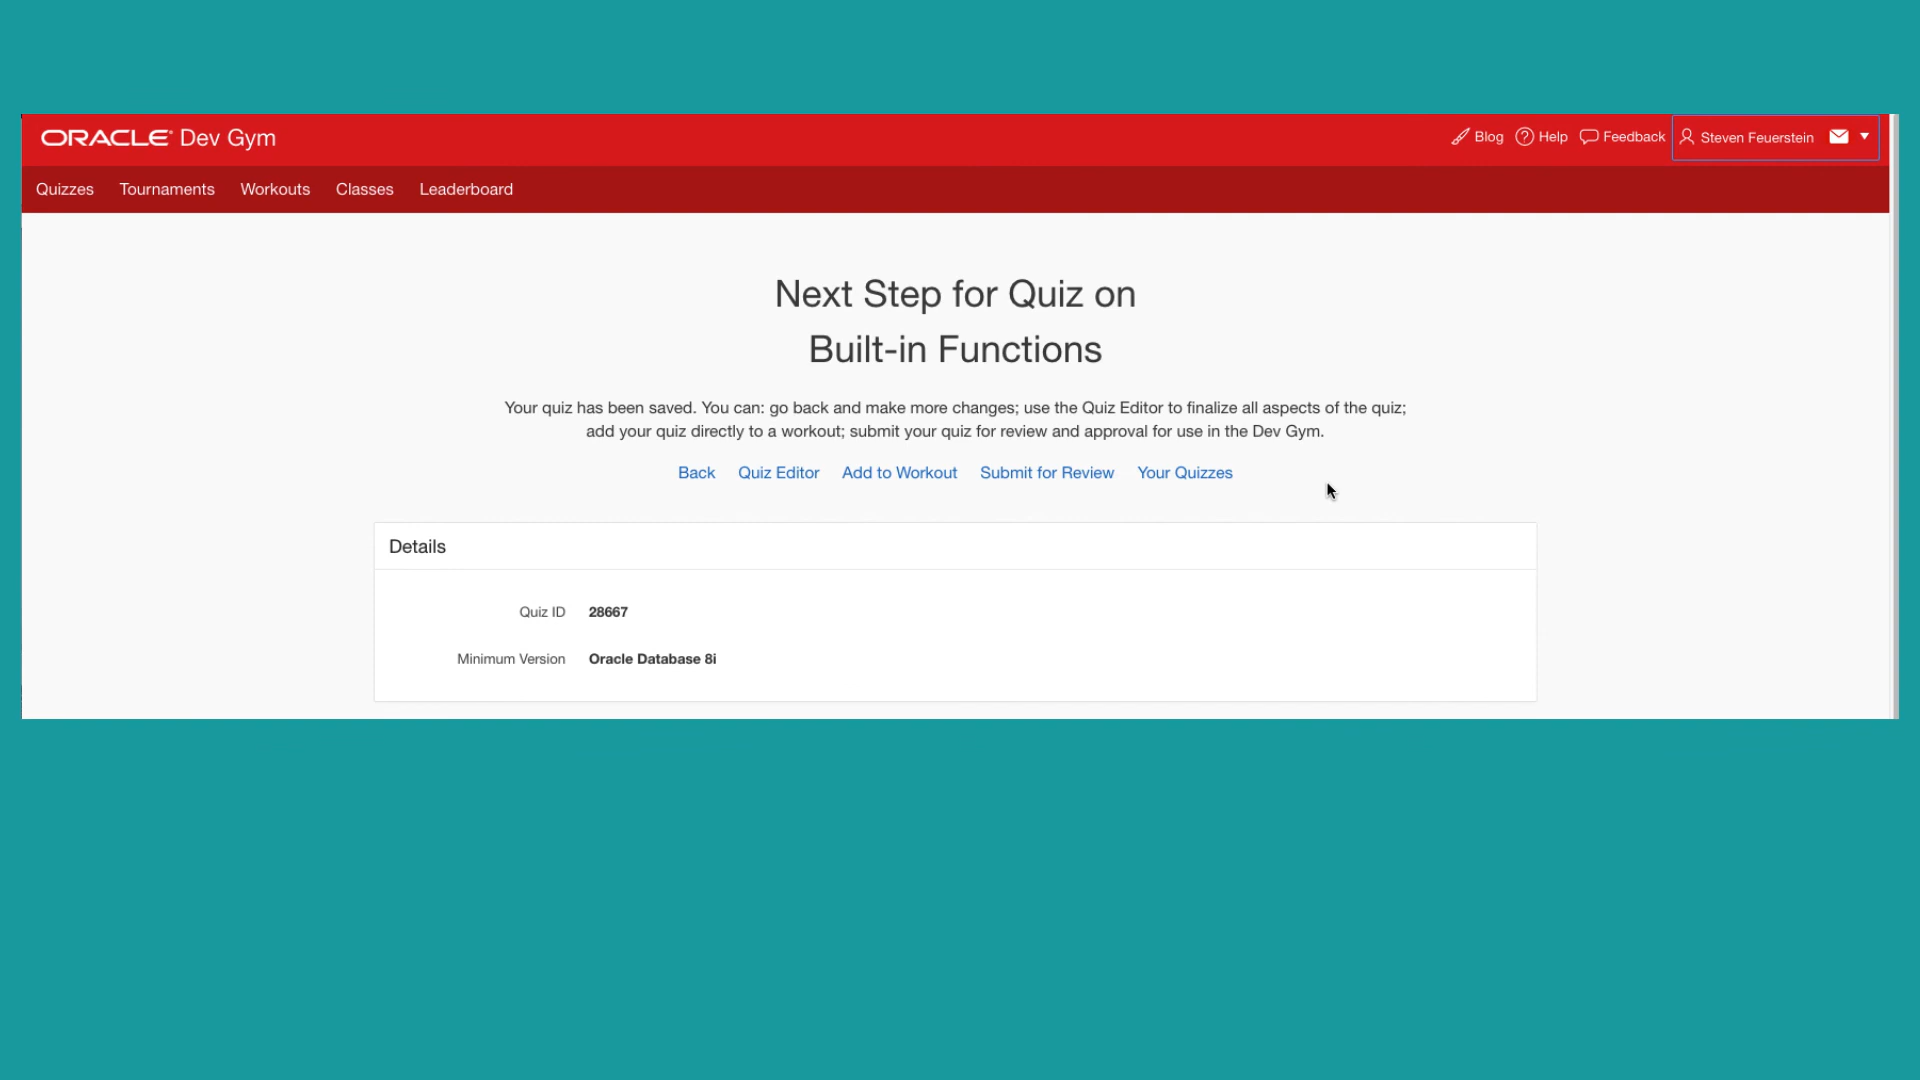 ORACLE Dev Gym
Blog Help Feedback Steven Feuerstein
Quizzes Tournaments Workouts Classes Leaderboard
Next Step for Quiz on
Built-in Functions
Your quiz has been saved. You can: go back and make more changes; use the Quiz Editor to finalize all aspects of the quiz;
add your quiz directly to a workout; submit your quiz for review and approval for use in the Dev Gym.
Back Quiz Editor Add to Workout Submit for Review Your Quizzes
Details
Quiz ID 28667
Minimum Version Oracle Database 8i